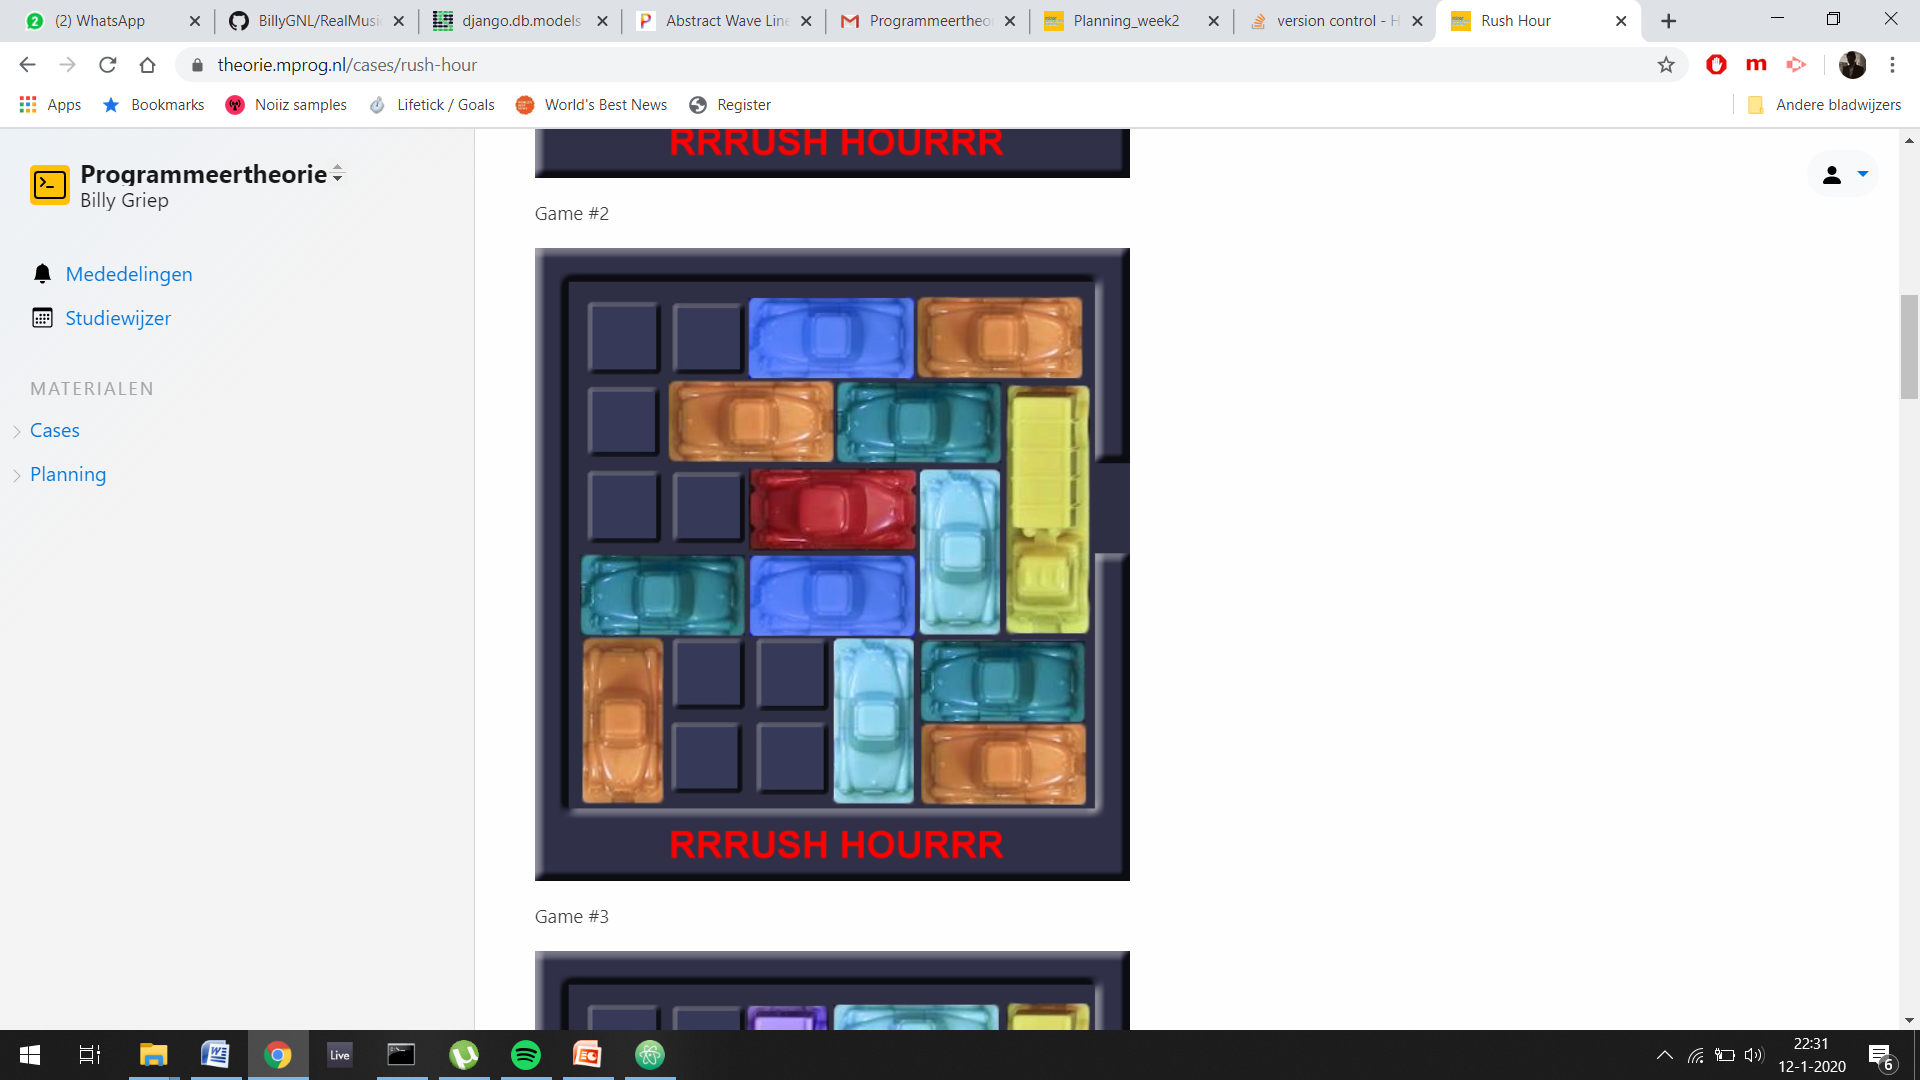 (2) WhatsApp
BillyGNL/RealMusi
django.db.models
Abstract Wave Line
Programmeertheo
Planning_week2
version control - H
Rush Hour
theorie.mprog.nl/cases/rush-hour
Apps
Bookmarks
Noiiz samples
Lifetick / Goals
World's Best News
Register
Andere bladwijzers
Programmeertheorie
Billy Griep
Mededelingen
Studiewijzer
MATERIALEN
Cases
Planning
RRRUSH HOURRR
Game #2
RRRUSH HOURRR
Game #3
Live
22:31
12-1-2020
6